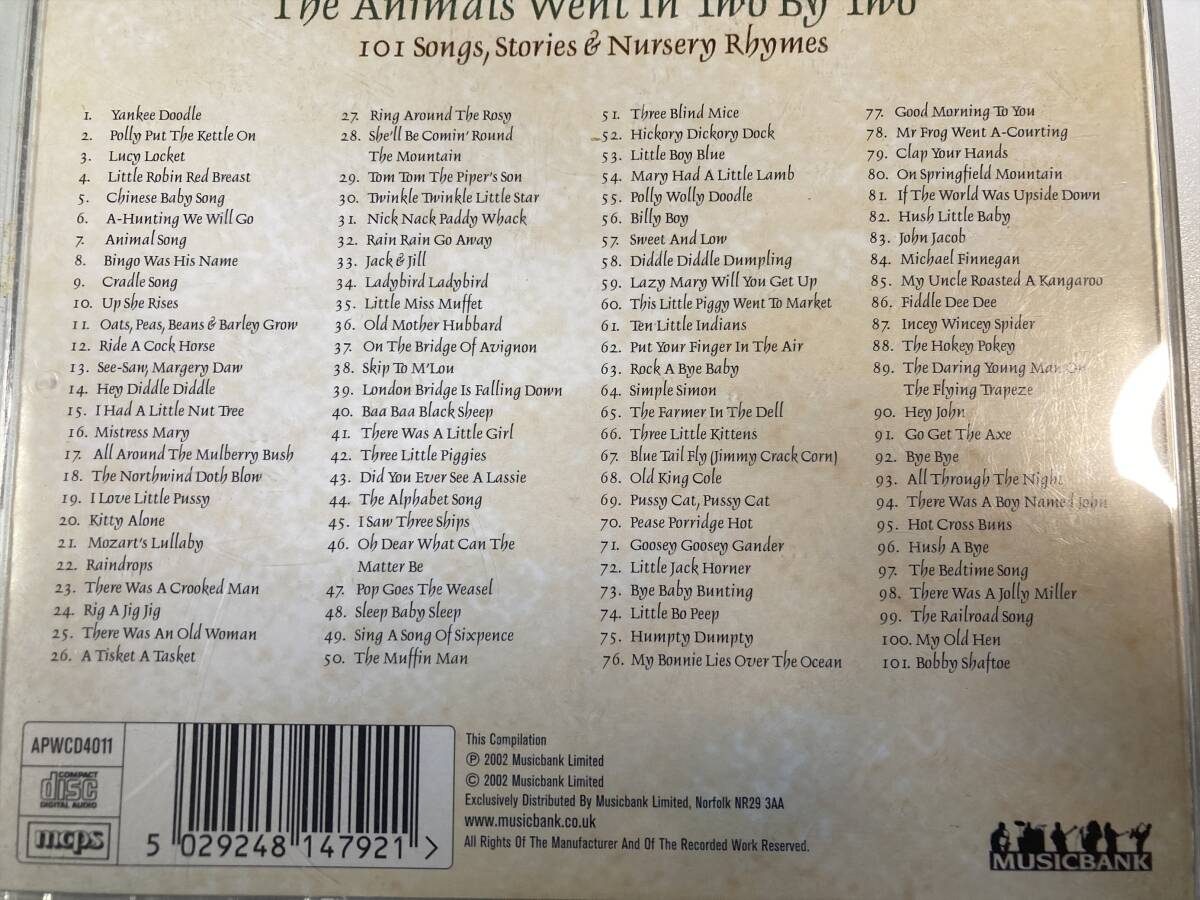 The Animals Went In Two By Two
101 Songs, Stories & Nursery Rhymes
1. Yankee Doodle
2. Polly Put The Kettle On
3. Lucy Locket
4. Little Robin Red Breast
5. Chinese Baby Song
6. A-Hunting We Will Go
7. Animal Song
8. Bingo Was His Name
9. Cradle Song
10. Up She Rises
11. Oats, Peas, Beans & Barley Grow
12. Ride A Cock Horse
13. See-Saw, Margery Daw
14. Hey Diddle Diddle
15. I Had A Little Nut Tree
16. Mistress Mary
17. All Around The Mulberry Bush
18. The Northwind Doth Blow
19. I Love Little Pussy
20. Kitty Alone
21. Mozart's Lullaby
22. Raindrops
23. There Was A Crooked Man
24. Rig A Jig Jig
25. There Was An Old Woman
26. A Tisket A Tasket
27. Ring Around The Rosy
28. She'll Be Comin' Round
The Mountain
29. Tom Tom The Piper's Son
30. Twinkle Twinkle Little Star
31. Nick Nack Paddy Whack
32. Rain Rain Go Away
33. Jack & Jill
34. Ladybird Ladybird
35. Little Miss Muffet
36. Old Mother Hubbard
37. On The Bridge Of Avignon
38. Skip To M'Lou
39. London Bridge Is Falling Down
40. Baa Baa Black Sheep
41. There Was A Little Girl
42. Three Little Piggies
43. Did You Ever See A Lassie
44. The Alphabet Song
45. I Saw Three Ships
46. Oh Dear What Can The
Matter Be
47. Pop Goes The Weasel
48. Sleep Baby Sleep
49. Sing A Song Of Sixpence
50. The Muffin Man
51. Three Blind Mice
52. Hickory Dickory Dock
53. Little Boy Blue
54. Mary Had A Little Lamb
55. Polly Wolly Doodle
56. Billy Boy
57. Sweet And Low
58. Diddle Diddle Dumpling
59. Lazy Mary Will You Get Up
60. This Little Piggy Went To Market
61. Ten Little Indians
62. Put Your Finger In The Air
63. Rock A Bye Baby
64. Simple Simon
65. The Farmer In The Dell
66. Three Little Kittens
67. Blue Tail Fly (Jimmy Crack Corn)
68. Old King Cole
69. Pussy Cat, Pussy Cat
70. Pease Porridge Hot
71. Goosey Goosey Gander
72. Little Jack Horner
73. Bye Baby Bunting
74. Little Bo Peep
75. Humpty Dumpty
76. My Bonnie Lies Over The Ocean
77. Good Morning To You
78. Mr Frog Went A-Courting
79. Clap Your Hands
80. On Springfield Mountain
81. If The World Was Upside Down
82. Hush Little Baby
83. John Jacob
84. Michael Finnegan
85. My Uncle Roasted A Kangaroo
86. Fiddle Dee Dee
87. Incey Wincey Spider
88. The Hokey Pokey
89. The Daring Young Man On
The Flying Trapeze
90. Hey John
91. Go Get The Axe
92. Bye Bye
93. All Through The Night
94. There Was A Boy Named John
95. Hot Cross Buns
96. Hush A Bye
97. The Bedtime Song
98. There Was A Jolly Miller
99. The Railroad Song
100. My Old Hen
101. Bobby Shaftoe
APWCD4011
COMPACT
disc
DIGITAL AUDIO
mcps
5 029248 147921 >
This Compilation
Ⓟ 2002 Musicbank Limited
© 2002 Musicbank Limited
Exclusively Distributed By Musicbank Limited, Norfolk NR29 3AA
www.musicbank.co.uk
All Rights Of The Manufacturer And Of The Recorded Work Reserved.
MUSICBANK